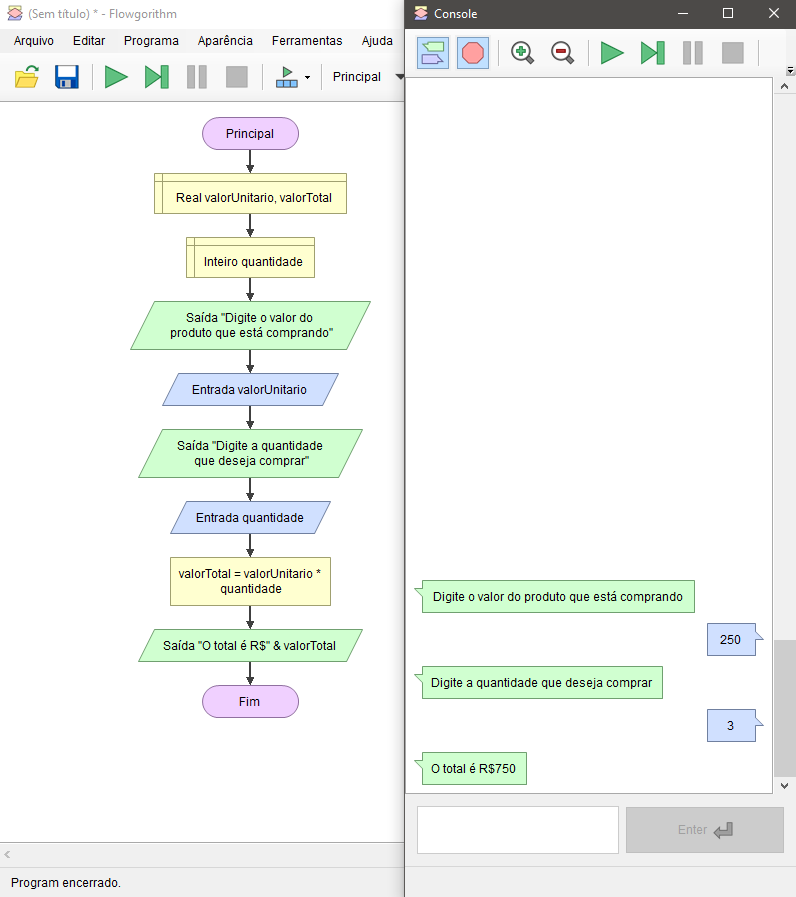 (Sem título) * - Flowgorithm
Arquivo Editar Programa Aparência Ferramentas Ajuda
Principal
Principal
Real valorUnitario, valorTotal
Inteiro quantidade
Saída "Digite o valor do
produto que está comprando"
Entrada valorUnitario
Saída "Digite a quantidade
que deseja comprar"
Entrada quantidade
valorTotal = valorUnitario *
quantidade
Saída "O total é R$" & valorTotal
Fim
Program encerrado.
Console
Digite o valor do produto que está comprando
250
Digite a quantidade que deseja comprar
3
O total é R$750
Enter